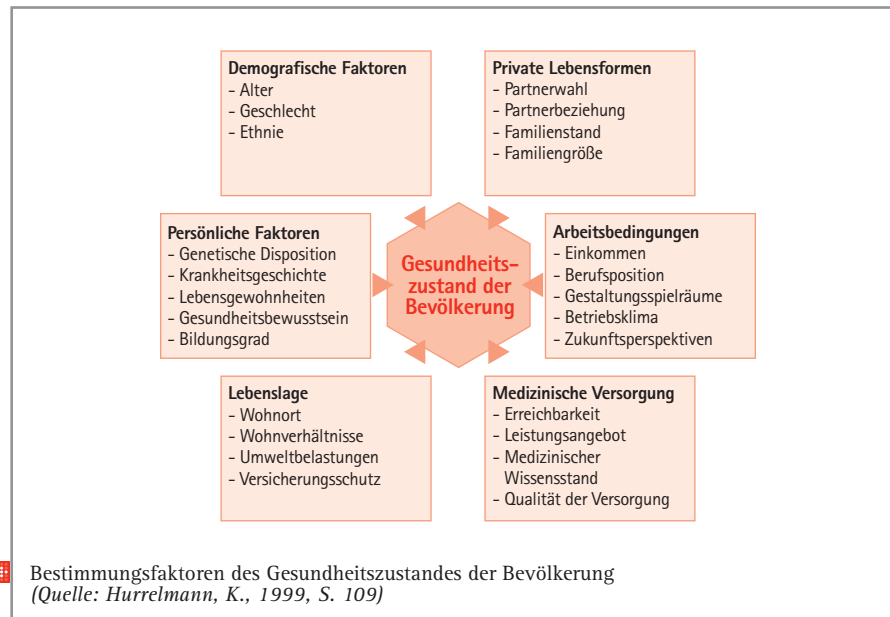 Demografische Faktoren
- Alter
- Geschlecht
- Ethnie
Private Lebensformen
- Partnerwahl
- Partnerbeziehung
- Familienstand
- Familiengröße
Persönliche Faktoren
- Genetische Disposition
- Krankheitsgeschichte
- Lebensgewohnheiten
- Gesundheitsbewusstsein
- Bildungsgrad
Gesundheits-
zustand der
Bevölkerung
Arbeitsbedingungen
- Einkommen
- Berufsposition
- Gestaltungsspielräume
- Betriebsklima
- Zukunftsperspektiven
Lebenslage
- Wohnort
- Wohnverhältnisse
- Umweltbelastungen
- Versicherungsschutz
Medizinische Versorgung
- Erreichbarkeit
- Leistungsangebot
- Medizinischer
Wissensstand
- Qualität der Versorgung
Bestimmungsfaktoren des Gesundheitszustandes der Bevölkerung
(Quelle: Hurrelmann, K., 1999, S. 109)